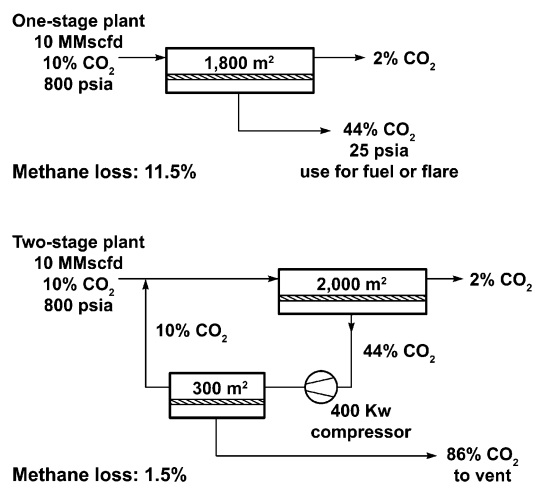 One-stage plant
10 MMscfd
10% CO₂
800 psia
1,800 m²
2% CO₂
44% CO₂
25 psia
use for fuel or flare
Methane loss: 11.5%
Two-stage plant
10 MMscfd
10% CO₂
800 psia
2,000 m²
2% CO₂
10% CO₂
44% CO₂
300 m²
400 Kw
compressor
86% CO₂
to vent
Methane loss: 1.5%